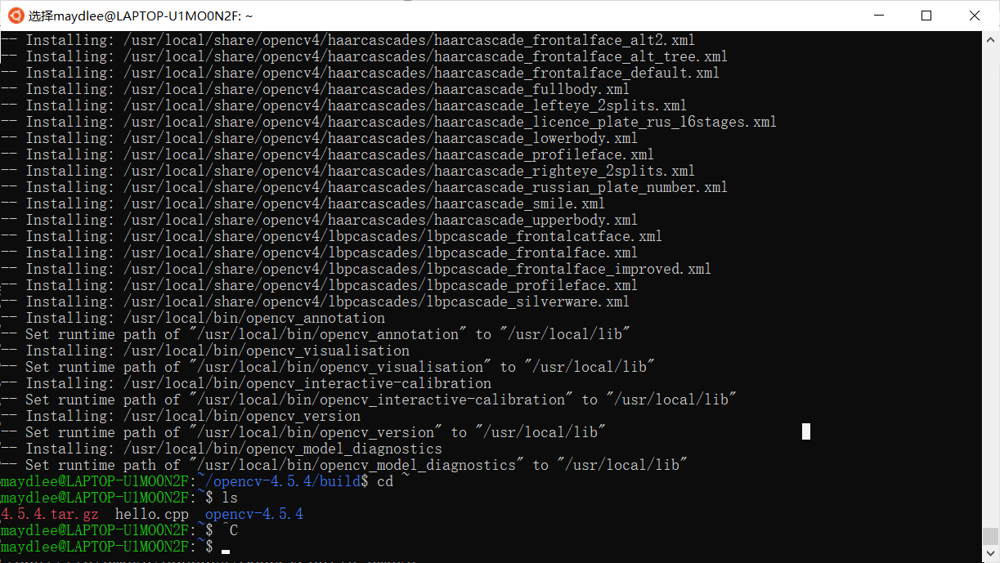 选择maydlee@LAPTOP-U1MO0N2F: ~
-- Installing: /usr/local/share/opencv4/haarcascades/haarcascade_frontalface_alt2.xml
-- Installing: /usr/local/share/opencv4/haarcascades/haarcascade_frontalface_alt_tree.xml
-- Installing: /usr/local/share/opencv4/haarcascades/haarcascade_frontalface_default.xml
-- Installing: /usr/local/share/opencv4/haarcascades/haarcascade_fullbody.xml
-- Installing: /usr/local/share/opencv4/haarcascades/haarcascade_lefteye_2splits.xml
-- Installing: /usr/local/share/opencv4/haarcascades/haarcascade_licence_plate_rus_16stages.xml
-- Installing: /usr/local/share/opencv4/haarcascades/haarcascade_lowerbody.xml
-- Installing: /usr/local/share/opencv4/haarcascades/haarcascade_profileface.xml
-- Installing: /usr/local/share/opencv4/haarcascades/haarcascade_righteye_2splits.xml
-- Installing: /usr/local/share/opencv4/haarcascades/haarcascade_russian_plate_number.xml
-- Installing: /usr/local/share/opencv4/haarcascades/haarcascade_smile.xml
-- Installing: /usr/local/share/opencv4/haarcascades/haarcascade_upperbody.xml
-- Installing: /usr/local/share/opencv4/lbpcascades/lbpcascade_frontalcatface.xml
-- Installing: /usr/local/share/opencv4/lbpcascades/lbpcascade_frontalface.xml
-- Installing: /usr/local/share/opencv4/lbpcascades/lbpcascade_frontalface_improved.xml
-- Installing: /usr/local/share/opencv4/lbpcascades/lbpcascade_profileface.xml
-- Installing: /usr/local/share/opencv4/lbpcascades/lbpcascade_silverware.xml
-- Installing: /usr/local/bin/opencv_annotation
-- Set runtime path of "/usr/local/bin/opencv_annotation" to "/usr/local/lib"
-- Installing: /usr/local/bin/opencv_visualisation
-- Set runtime path of "/usr/local/bin/opencv_visualisation" to "/usr/local/lib"
-- Installing: /usr/local/bin/opencv_interactive-calibration
-- Set runtime path of "/usr/local/bin/opencv_interactive-calibration" to "/usr/local/lib"
-- Installing: /usr/local/bin/opencv_version
-- Set runtime path of "/usr/local/bin/opencv_version" to "/usr/local/lib"
-- Installing: /usr/local/bin/opencv_model_diagnostics
-- Set runtime path of "/usr/local/bin/opencv_model_diagnostics" to "/usr/local/lib"
maydlee@LAPTOP-U1MO0N2F:~/opencv-4.5.4/build$ cd ~
maydlee@LAPTOP-U1MO0N2F:~$ ls
4.5.4.tar.gz  hello.cpp  opencv-4.5.4
maydlee@LAPTOP-U1MO0N2F:~$ ^C
maydlee@LAPTOP-U1MO0N2F:~$